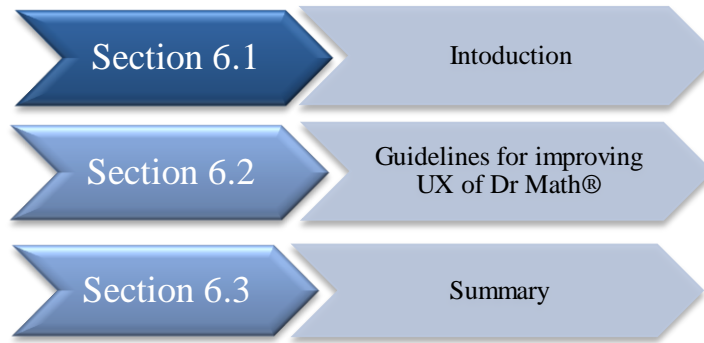 Section 6.1
Intoduction
Section 6.2
Guidelines for improving
UX of Dr Math®
Section 6.3
Summary